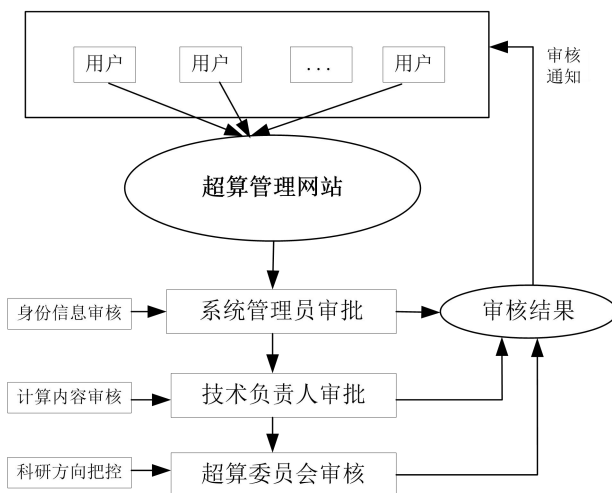 用户 用户 ... 用户
审核
通知
超算管理网站
身份信息审核 系统管理员审批 审核结果
计算内容审核 技术负责人审批
科研方向把控 超算委员会审核